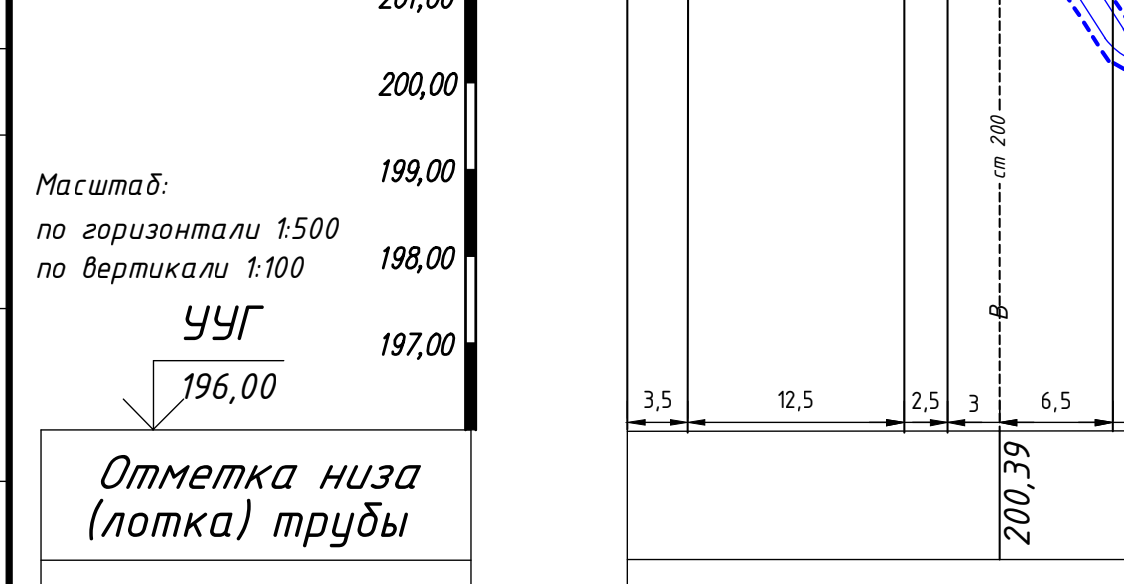 201,00
200,00
199,00
198,00
197,00
Масштаб:
по горизонтали 1:500
по вертикали 1:100
УУГ
196,00
Отметка низа
(лотка) трубы
ст 200
В
3,5
12,5
2,5
3
6,5
200,39